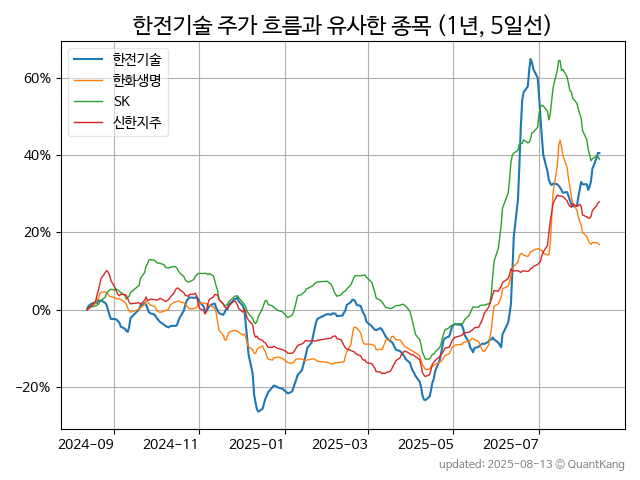 한전기술 주가 흐름과 유사한 종목 (1년, 5일선)
한전기술
한화생명
SK
신한지주
60%
40%
20%
0%
−20%
2024-09 2024-11 2025-01 2025-03 2025-05 2025-07
updated: 2025-08-13 © QuantKang